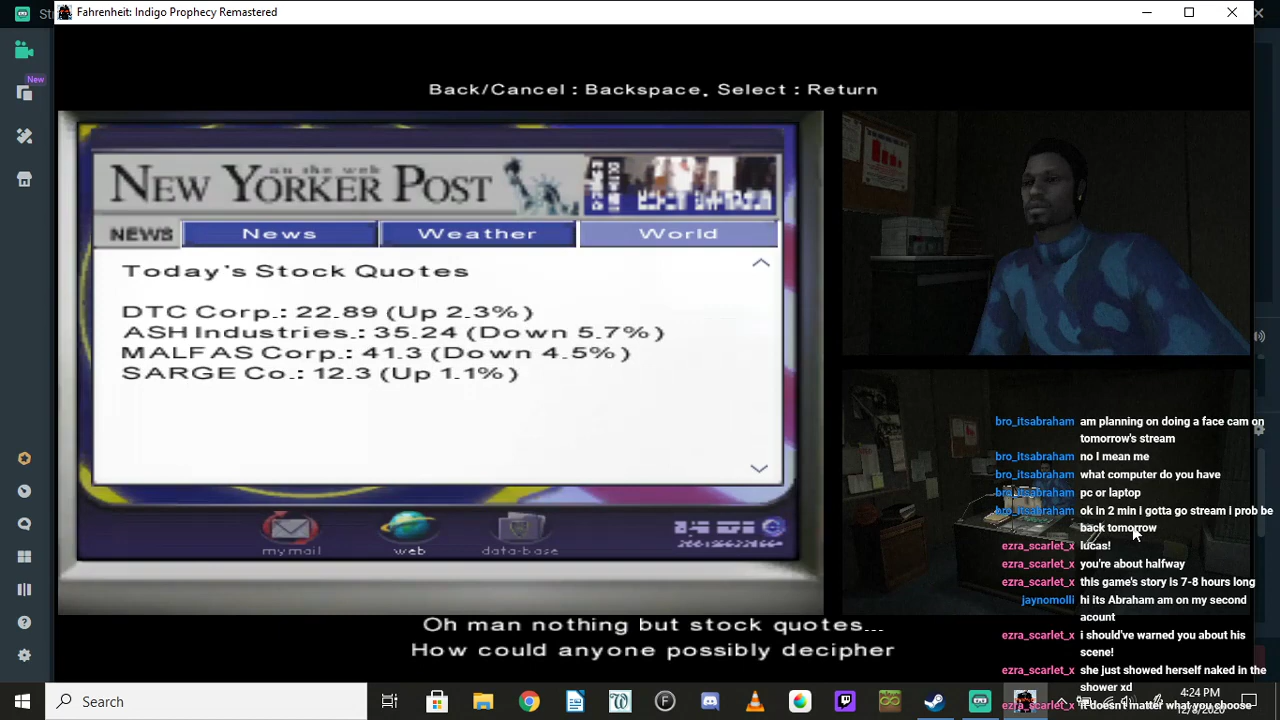 Fahrenheit: Indigo Prophecy Remastered
New
Back/Cancel : Backspace, Select : Return
on the web
NEW YORKER POST
NEWS
News
Weather
World
Today's Stock Quotes
DTC Corp.: 22.89 (Up 2.3%)
ASH Industries.: 35.24 (Down 5.7%)
MALFAS Corp.: 41.3 (Down 4.5%)
SARGE Co.: 12.3 (Up 1.1%)
my mail
web
data-base
Oh man nothing but stock quotes...
How could anyone possibly decipher
bro_itsabraham am planning on doing a face cam on
tomorrow's stream
bro_itsabraham no I mean me
bro_itsabraham what computer do you have
bro_itsabraham pc or laptop
bro_itsabraham ok in 2 min i gotta go stream i prob be
back tomorrow
ezra_scarlet_x lucas!
ezra_scarlet_x you're about halfway
ezra_scarlet_x this game's story is 7-8 hours long
jaynomolli hi its Abraham am on my second
acount
ezra_scarlet_x i should've warned you about his
scene!
ezra_scarlet_x she just showed herself naked in the
shower xd
ezra_scarlet_x it doesn't matter what you choose
Search
4:24 PM